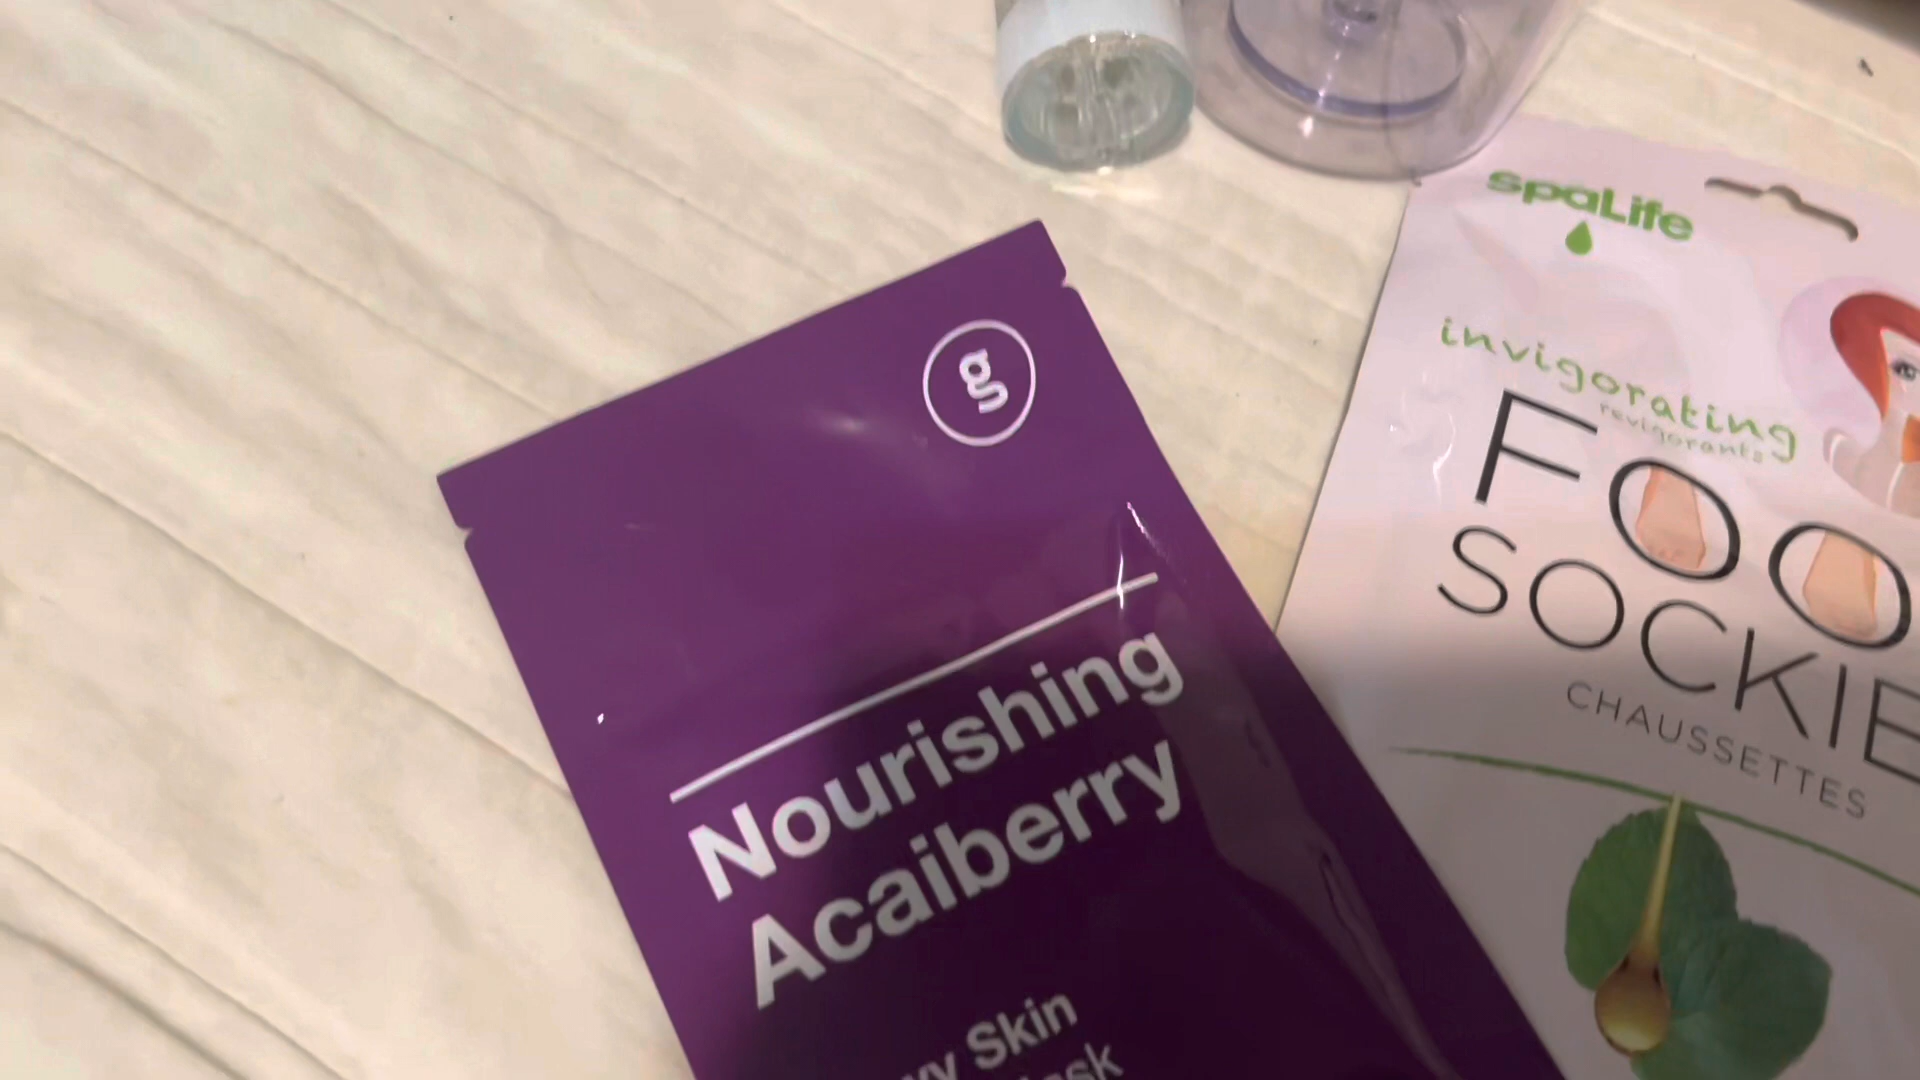 g
Nourishing
Acaiberry
Skin
spaLife
invigorating
revigorants
FOO
SOCKIE
CHAUSSETTES